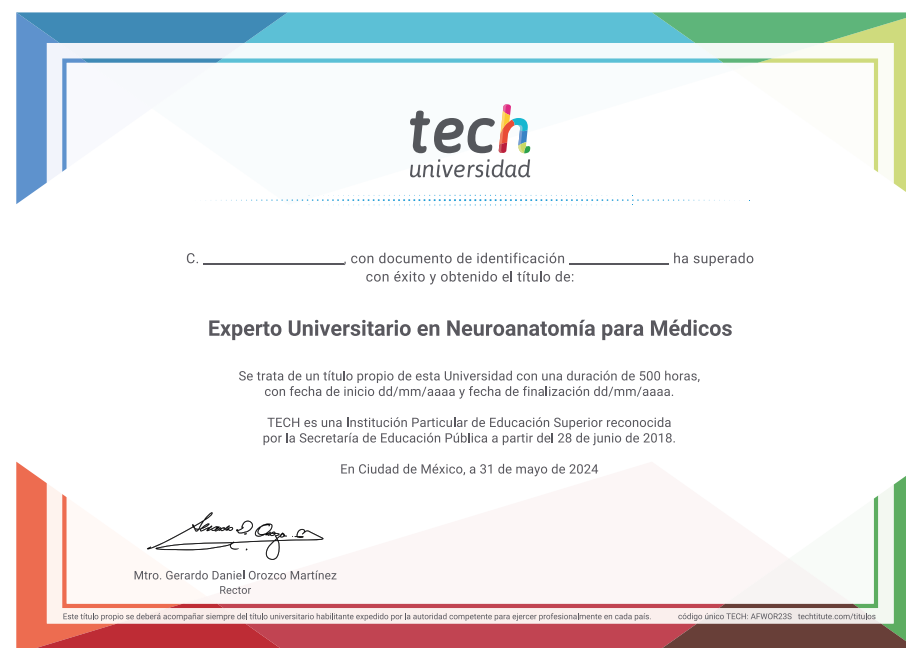 tech
universidad
C. ____________________, con documento de identificación ______________ ha superado
con éxito y obtenido el título de:
Experto Universitario en Neuroanatomía para Médicos
Se trata de un título propio de esta Universidad con una duración de 500 horas,
con fecha de inicio dd/mm/aaaa y fecha de finalización dd/mm/aaaa.
TECH es una Institución Particular de Educación Superior reconocida
por la Secretaría de Educación Pública a partir del 28 de junio de 2018.
En Ciudad de México, a 31 de mayo de 2024
Mtro. Gerardo Daniel Orozco Martínez
Rector
Este título propio se deberá acompañar siempre del título universitario habilitante expedido por la autoridad competente para ejercer profesionalmente en cada país. código único TECH: AFWOR23S techtitute.com/titulos